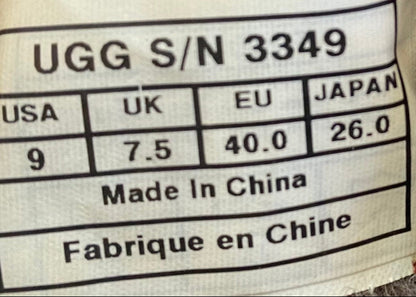 UGG S/N 3349
USA UK EU JAPAN
9 7.5 40.0 26.0
Made In China
Fabrique en Chine